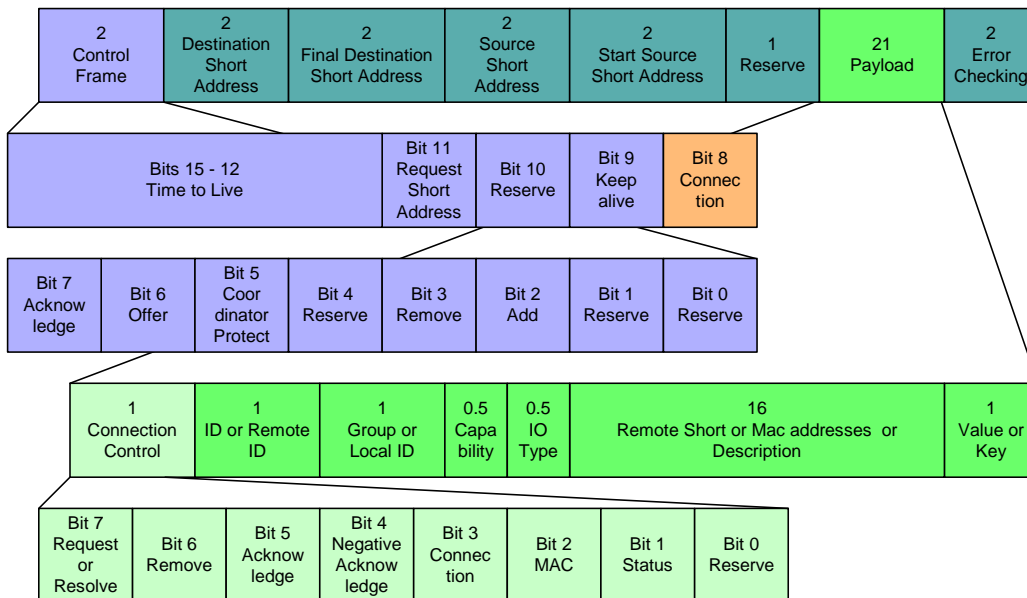 2
Control
Frame
2
Destination
Short
Address
2
Final Destination
Short Address
2
Source
Short
Address
2
Start Source
Short Address
1
Reserve
21
Payload
2
Error
Checking
Bits 15 - 12
Time to Live
Bit 11
Request
Short
Address
Bit 10
Reserve
Bit 9
Keep
alive
Bit 8
Connec
tion
Bit 7
Acknow
ledge
Bit 6
Offer
Bit 5
Coor
dinator
Protect
Bit 4
Reserve
Bit 3
Remove
Bit 2
Add
Bit 1
Reserve
Bit 0
Reserve
1
Connection
Control
1
ID or Remote
ID
1
Group or
Local ID
0.5
Capa
bility
0.5
IO
Type
16
Remote Short or Mac addresses or
Description
1
Value or
Key
Bit 7
Request
or
Resolve
Bit 6
Remove
Bit 5
Acknow
ledge
Bit 4
Negative
Acknow
ledge
Bit 3
Connec
tion
Bit 2
MAC
Bit 1
Status
Bit 0
Reserve